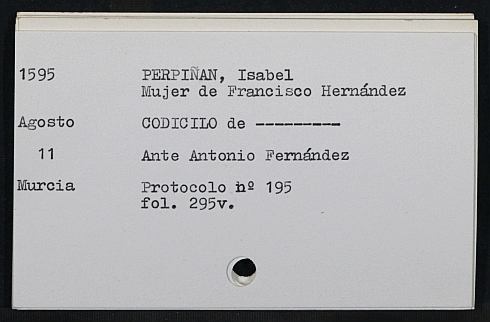 1595 PERPIÑAN, Isabel
Mujer de Francisco Hernández
Agosto CODICILO de ---------
11 Ante Antonio Fernández
Murcia Protocolo nº 195
fol. 295v.